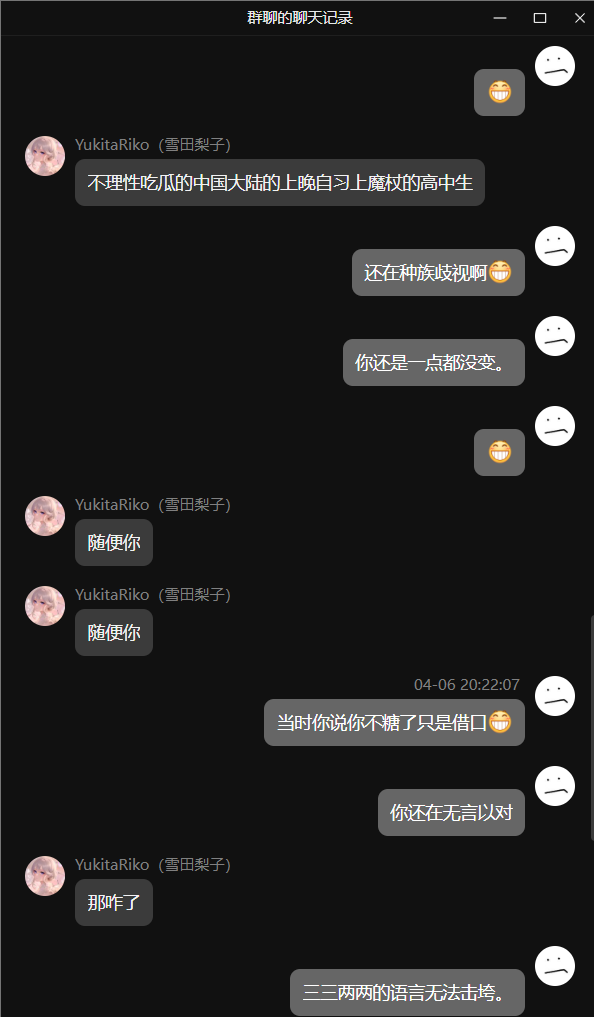 群聊的聊天记录
😁
YukitaRiko（雪田梨子）
不理性吃瓜的中国大陆的上晚自习上魔杖的高中生
还在种族歧视啊😁
你还是一点都没变。
😁
YukitaRiko（雪田梨子）
随便你
YukitaRiko（雪田梨子）
随便你
04-06 20:22:07
当时你说你不糖了只是借口😁
你还在无言以对
YukitaRiko（雪田梨子）
那咋了
三三两两的语言无法击垮。